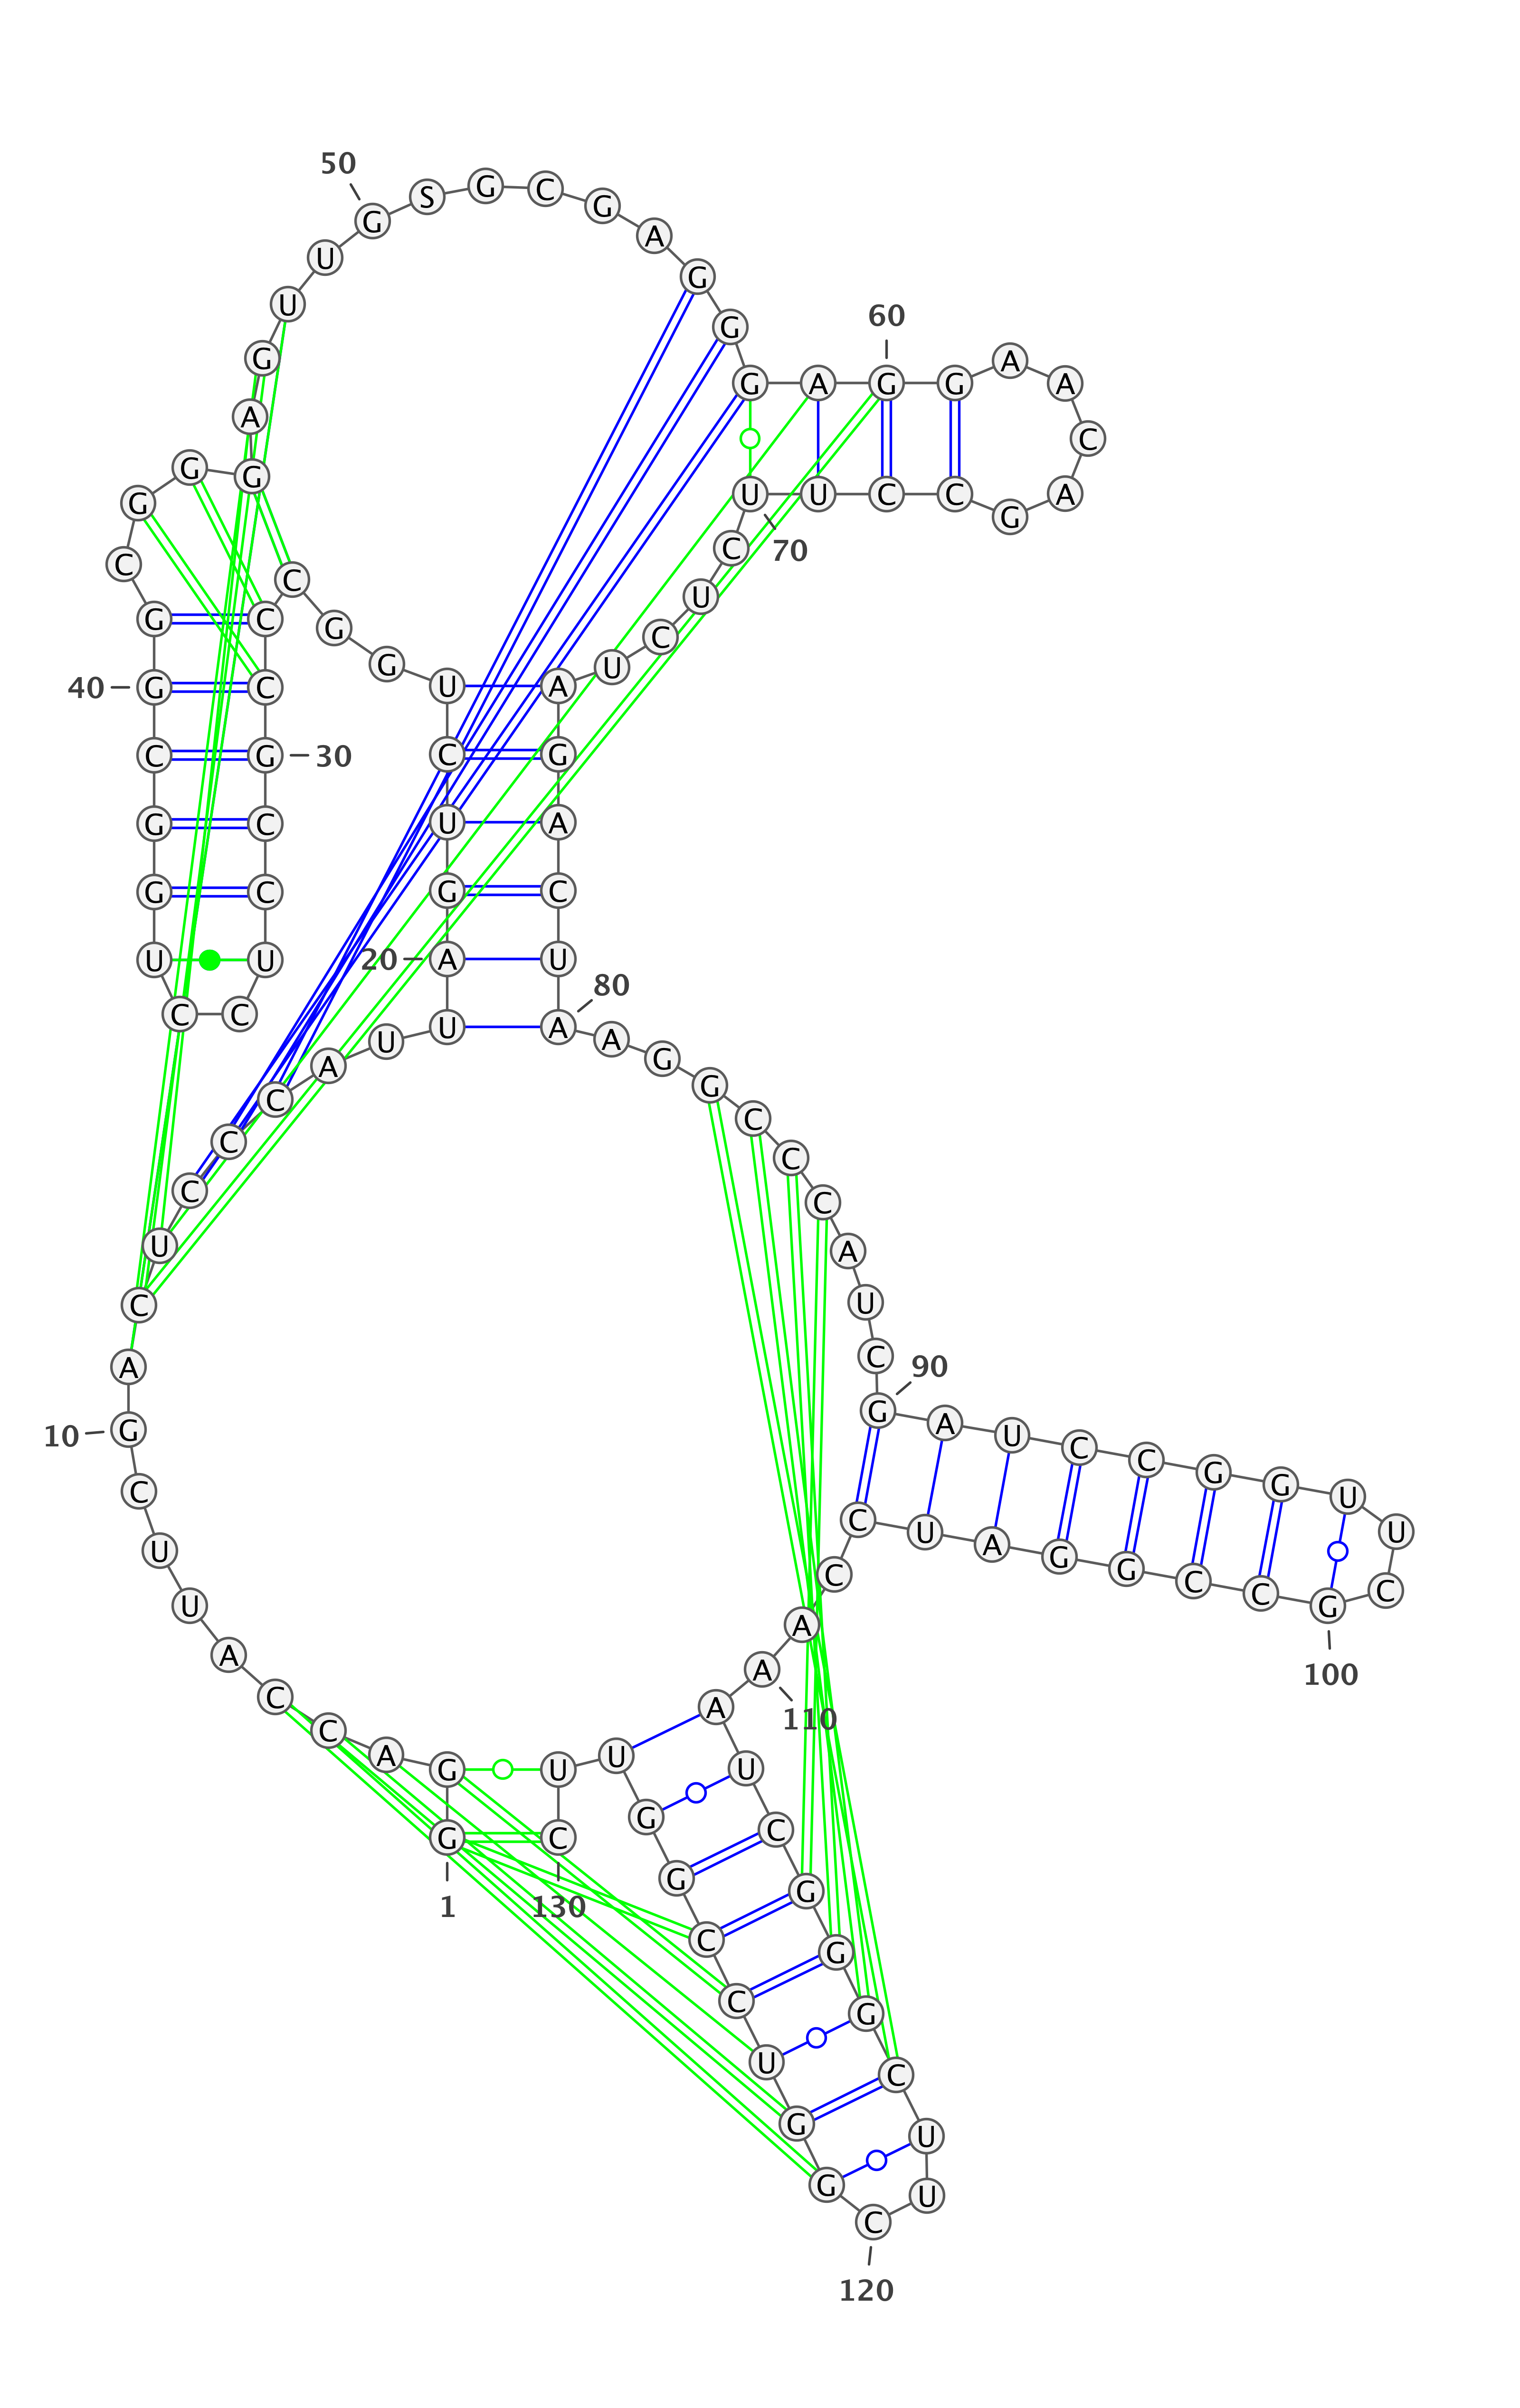 G G A C C A U U C G
A C U C C C A U U A
G U C U G G C C C G
C C U C C U G G C G
G C G G G A G U U G
S G C G A G G G A G
G A A C A G C C U U
C U C U A G A C U A
A G G C C C A U C G
A U C C G G U U C G
C C G G A U C C A A
A U C G G G C U U C
G G U C C G G U U C
1
10
20
30
40
50
60
70
80
90
100
110
120
130